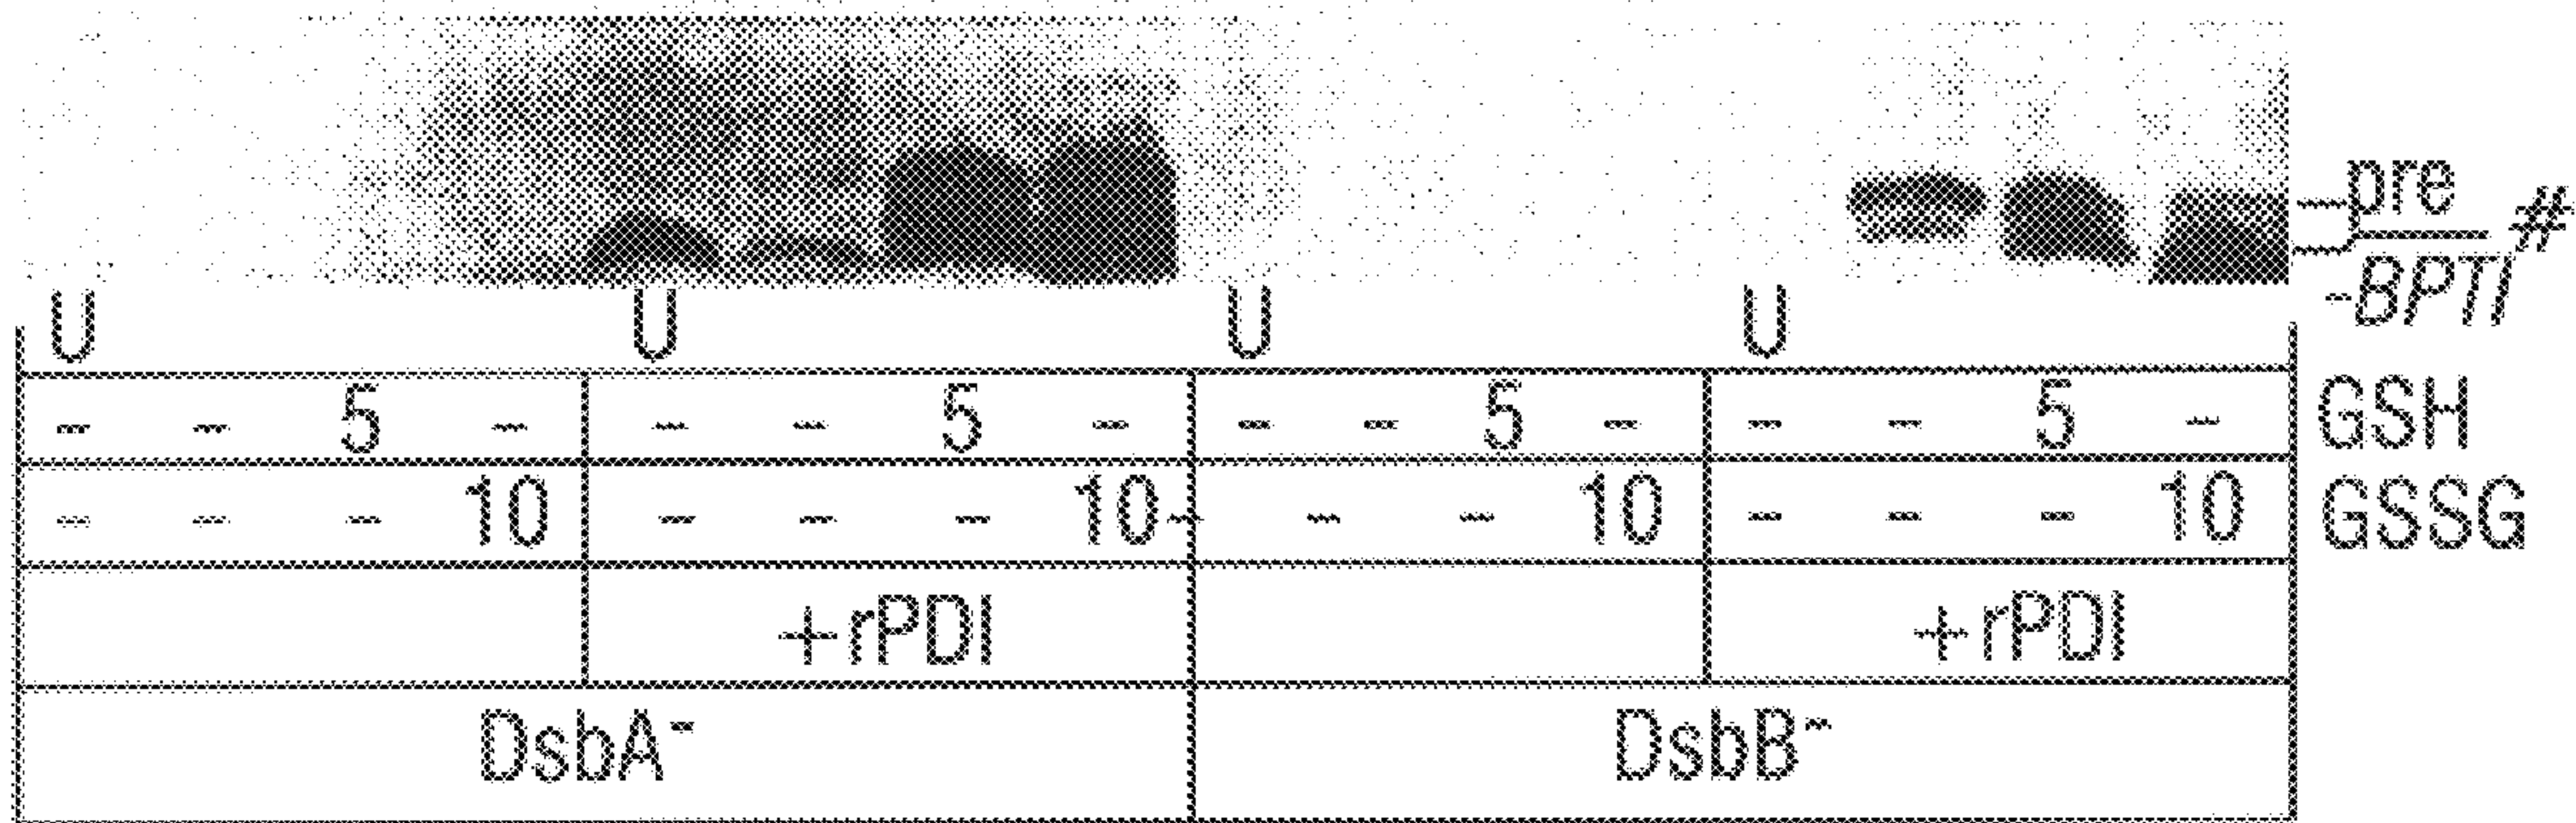 pre
#
-BPTI
U U U U
- - 5 - - - 5 - - - 5 - - - 5 - GSH
- - - 10 - - - 10 - - - 10 - - - 10 GSSG
+rPDI +rPDI
DsbA⁻ DsbB⁻